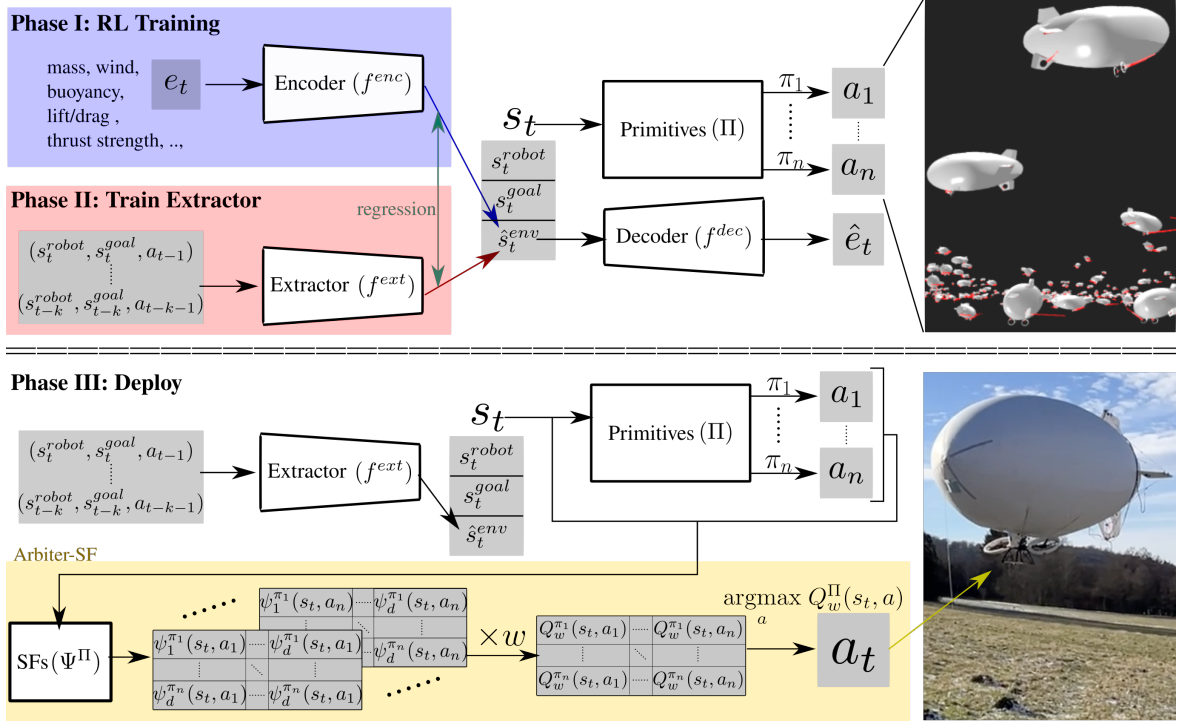 Phase I: RL Training
mass, wind,
buoyancy,
lift/drag ,
thrust strength, ..,
e_t
Encoder (f^{enc})
Phase II: Train Extractor
(s_t^{robot}, s_t^{goal}, a_{t-1})
(s_{t-k}^{robot}, s_{t-k}^{goal}, a_{t-k-1})
Extractor (f^{ext})
regression
s_t
s_t^{robot}
s_t^{goal}
ŝ_t^{env}
Primitives (Π)
π_1
π_n
a_1
a_n
Decoder (f^{dec})
ê_t
Phase III: Deploy
(s_t^{robot}, s_t^{goal}, a_{t-1})
(s_{t-k}^{robot}, s_{t-k}^{goal}, a_{t-k-1})
Extractor (f^{ext})
s_t
s_t^{robot}
s_t^{goal}
ŝ_t^{env}
Primitives (Π)
π_1
π_n
a_1
a_n
Arbiter-SF
SFs (Ψ^Π)
ψ_1^{π_1}(s_t, a_n) ψ_d^{π_1}(s_t, a_n)
ψ_d^{π_n}(s_t, a_n)
ψ_1^{π_1}(s_t, a_1) ψ_d^{π_1}(s_t, a_1)
ψ_d^{π_n}(s_t, a_1) ψ_d^{π_n}(s_t, a_1)
×w
Q_w^{π_1}(s_t, a_1) Q_w^{π_1}(s_t, a_n)
Q_w^{π_n}(s_t, a_1) Q_w^{π_n}(s_t, a_n)
argmax Q_w^Π(s_t, a)
a
a_t